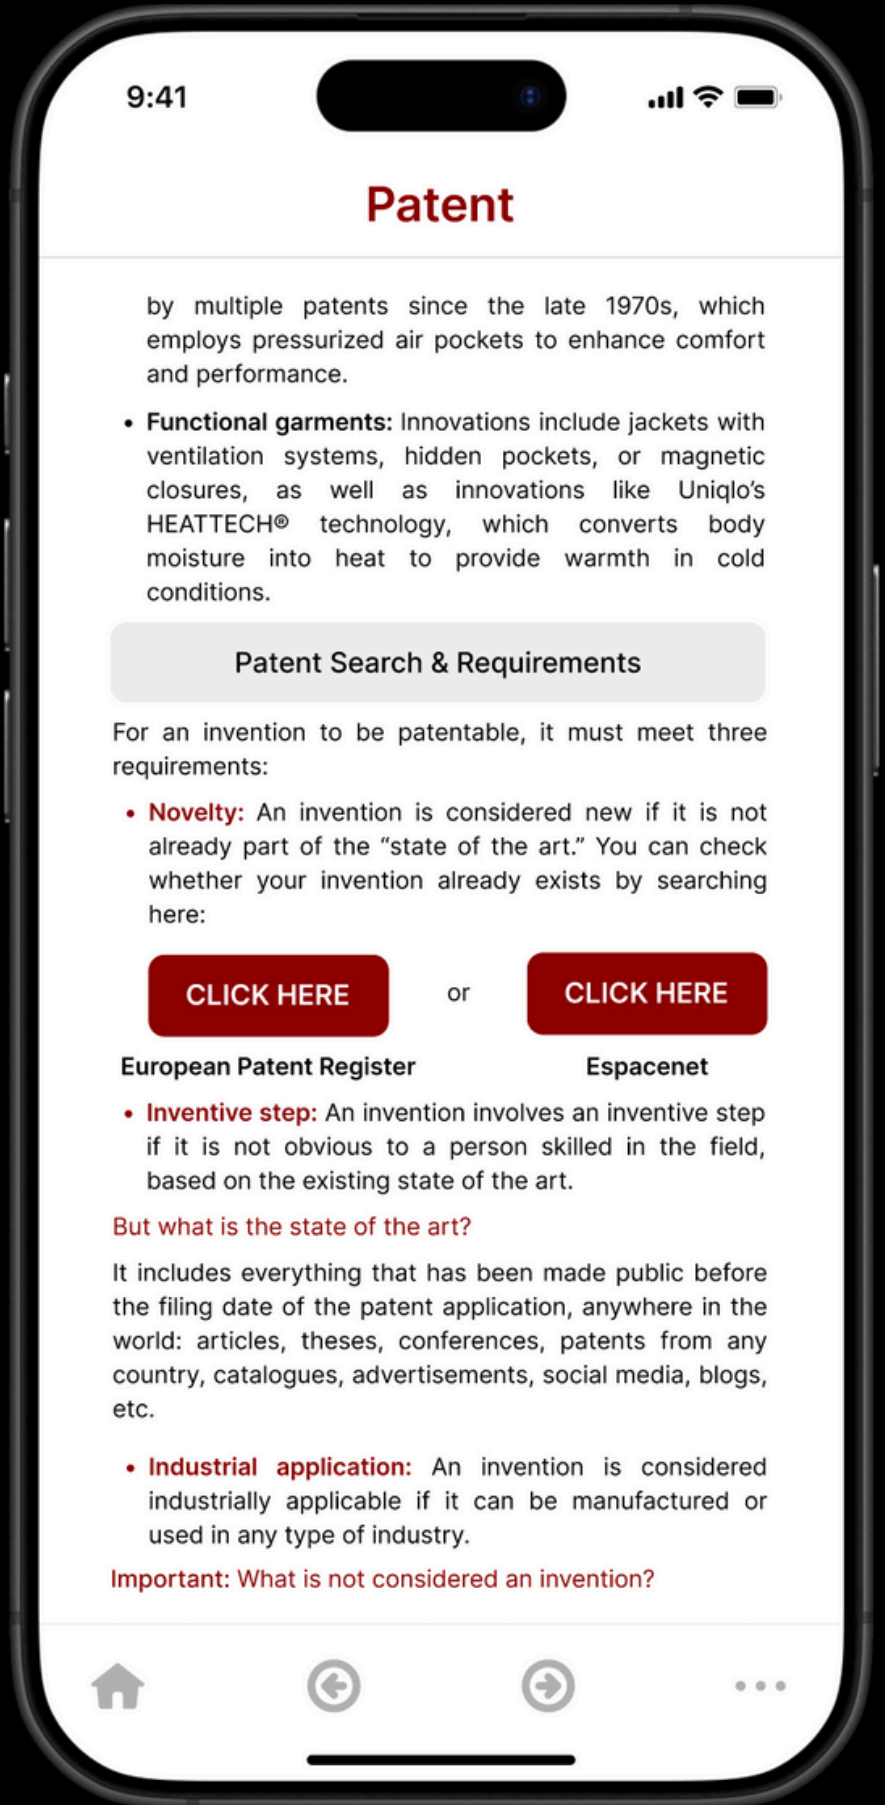 9:41
Patent
by multiple patents since the late 1970s, which
employs pressurized air pockets to enhance comfort
and performance.
• Functional garments: Innovations include jackets with
ventilation systems, hidden pockets, or magnetic
closures, as well as innovations like Uniqlo’s
HEATTECH® technology, which converts body
moisture into heat to provide warmth in cold
conditions.
Patent Search & Requirements
For an invention to be patentable, it must meet three
requirements:
• Novelty: An invention is considered new if it is not
already part of the “state of the art.” You can check
whether your invention already exists by searching
here:
CLICK HERE or CLICK HERE
European Patent Register Espacenet
• Inventive step: An invention involves an inventive step
if it is not obvious to a person skilled in the field,
based on the existing state of the art.
But what is the state of the art?
It includes everything that has been made public before
the filing date of the patent application, anywhere in the
world: articles, theses, conferences, patents from any
country, catalogues, advertisements, social media, blogs,
etc.
• Industrial application: An invention is considered
industrially applicable if it can be manufactured or
used in any type of industry.
Important: What is not considered an invention?